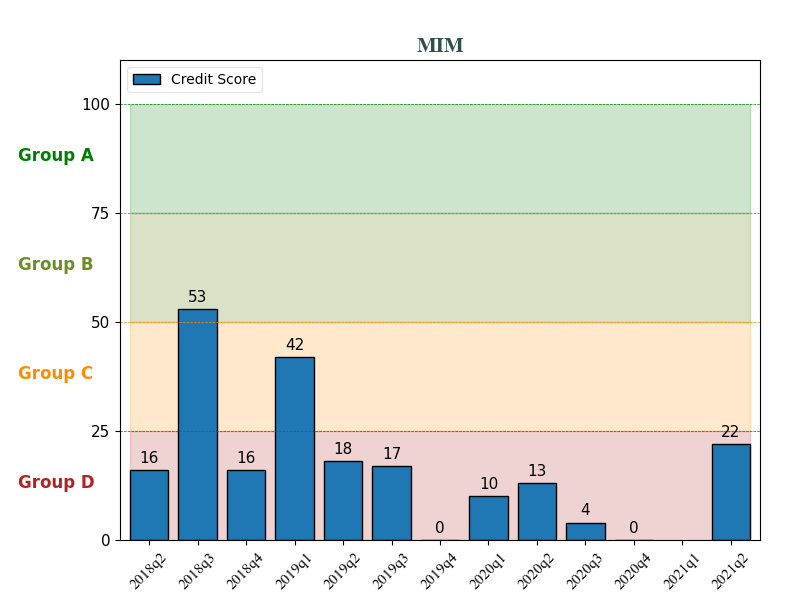 MIM
Credit Score
100
Group A
75
Group B
53
50
42
Group C
25
22
16
16
18
17
0
10
13
4
0
Group D
0
2018q2
2018q3
2018q4
2019q1
2019q2
2019q3
2019q4
2020q1
2020q2
2020q3
2020q4
2021q1
2021q2